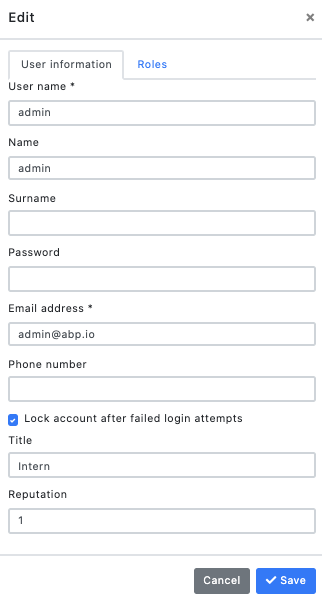 Edit ×
User information Roles
User name *
admin
Name
admin
Surname
Password
Email address *
admin@abp.io
Phone number
Lock account after failed login attempts
Title
Intern
Reputation
1
Cancel Save